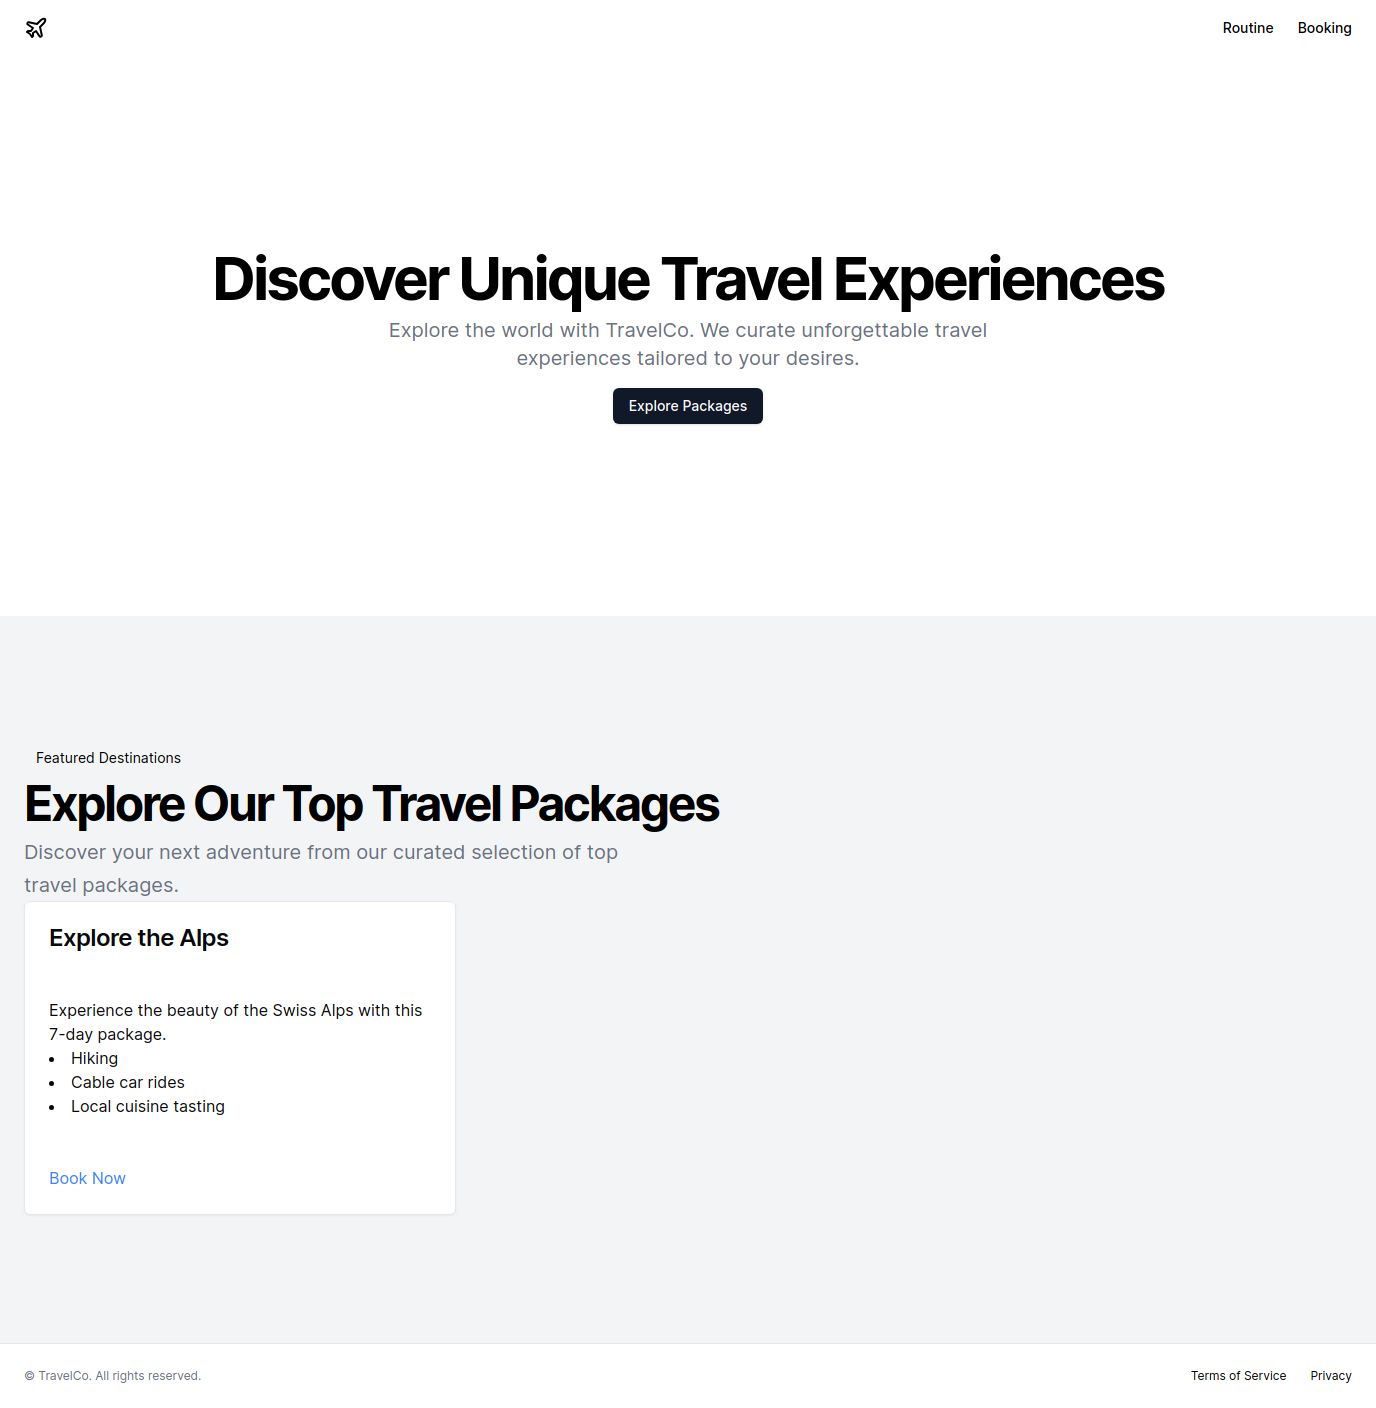 Routine Booking
Discover Unique Travel Experiences
Explore the world with TravelCo. We curate unforgettable travel
experiences tailored to your desires.
Explore Packages
Featured Destinations
Explore Our Top Travel Packages
Discover your next adventure from our curated selection of top
travel packages.
Explore the Alps
Experience the beauty of the Swiss Alps with this
7-day package.
• Hiking
• Cable car rides
• Local cuisine tasting
Book Now
© TravelCo. All rights reserved. Terms of Service Privacy